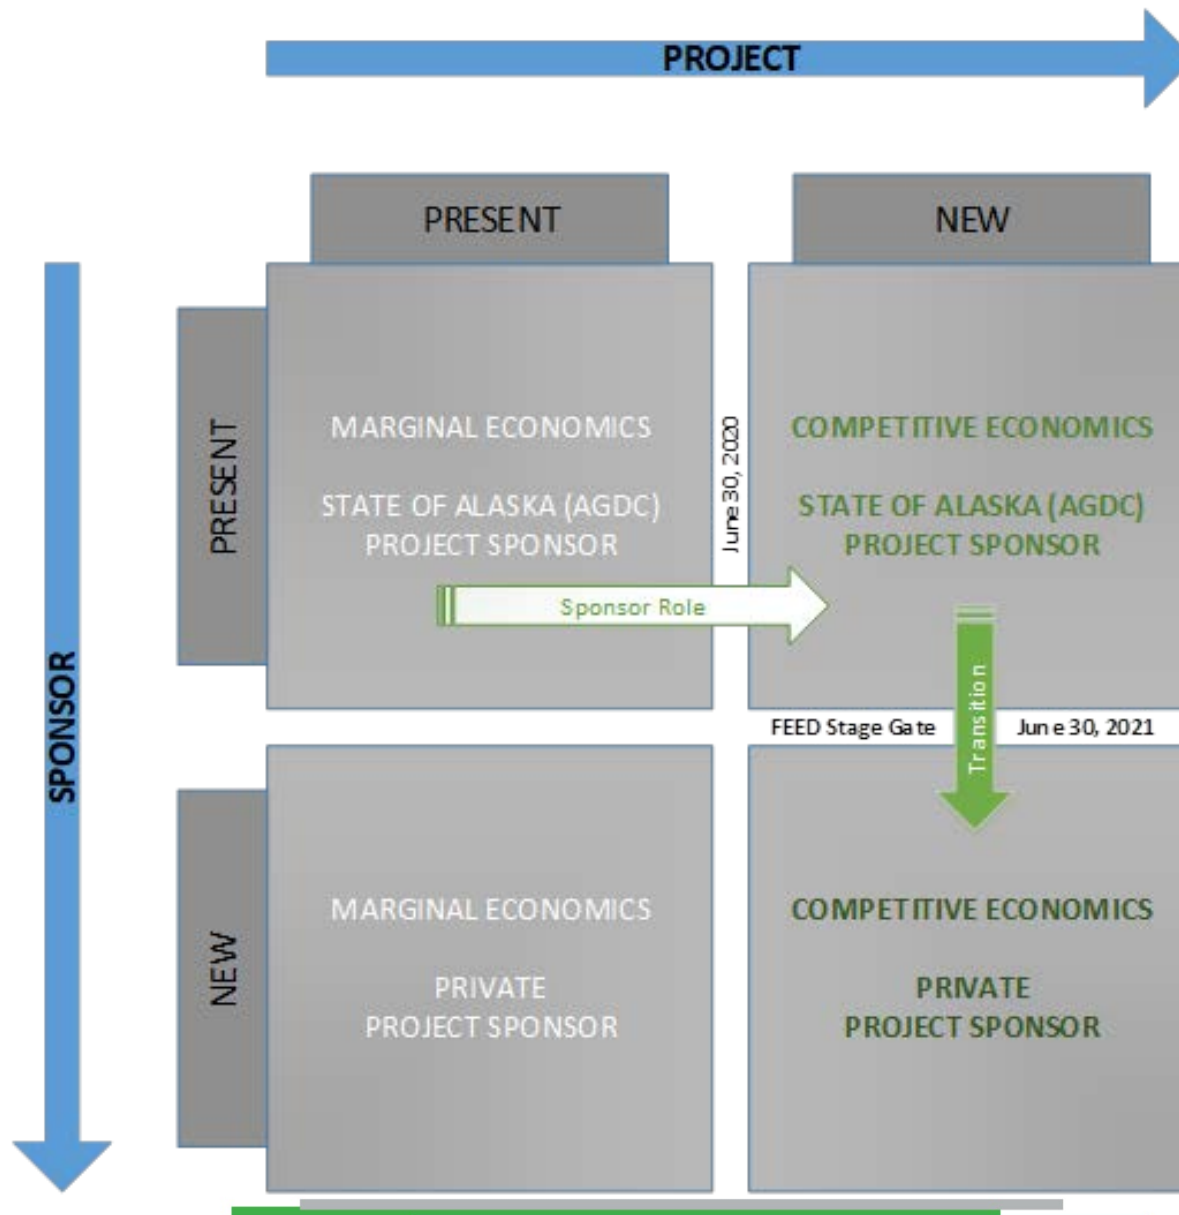 PROJECT
PRESENT
NEW
SPONSOR
PRESENT
MARGINAL ECONOMICS
STATE OF ALASKA (AGDC)
PROJECT SPONSOR
June 30, 2020
COMPETITIVE ECONOMICS
STATE OF ALASKA (AGDC)
PROJECT SPONSOR
Sponsor Role
Transition
FEED Stage Gate
June 30, 2021
NEW
MARGINAL ECONOMICS
PRIVATE
PROJECT SPONSOR
COMPETITIVE ECONOMICS
PRIVATE
PROJECT SPONSOR